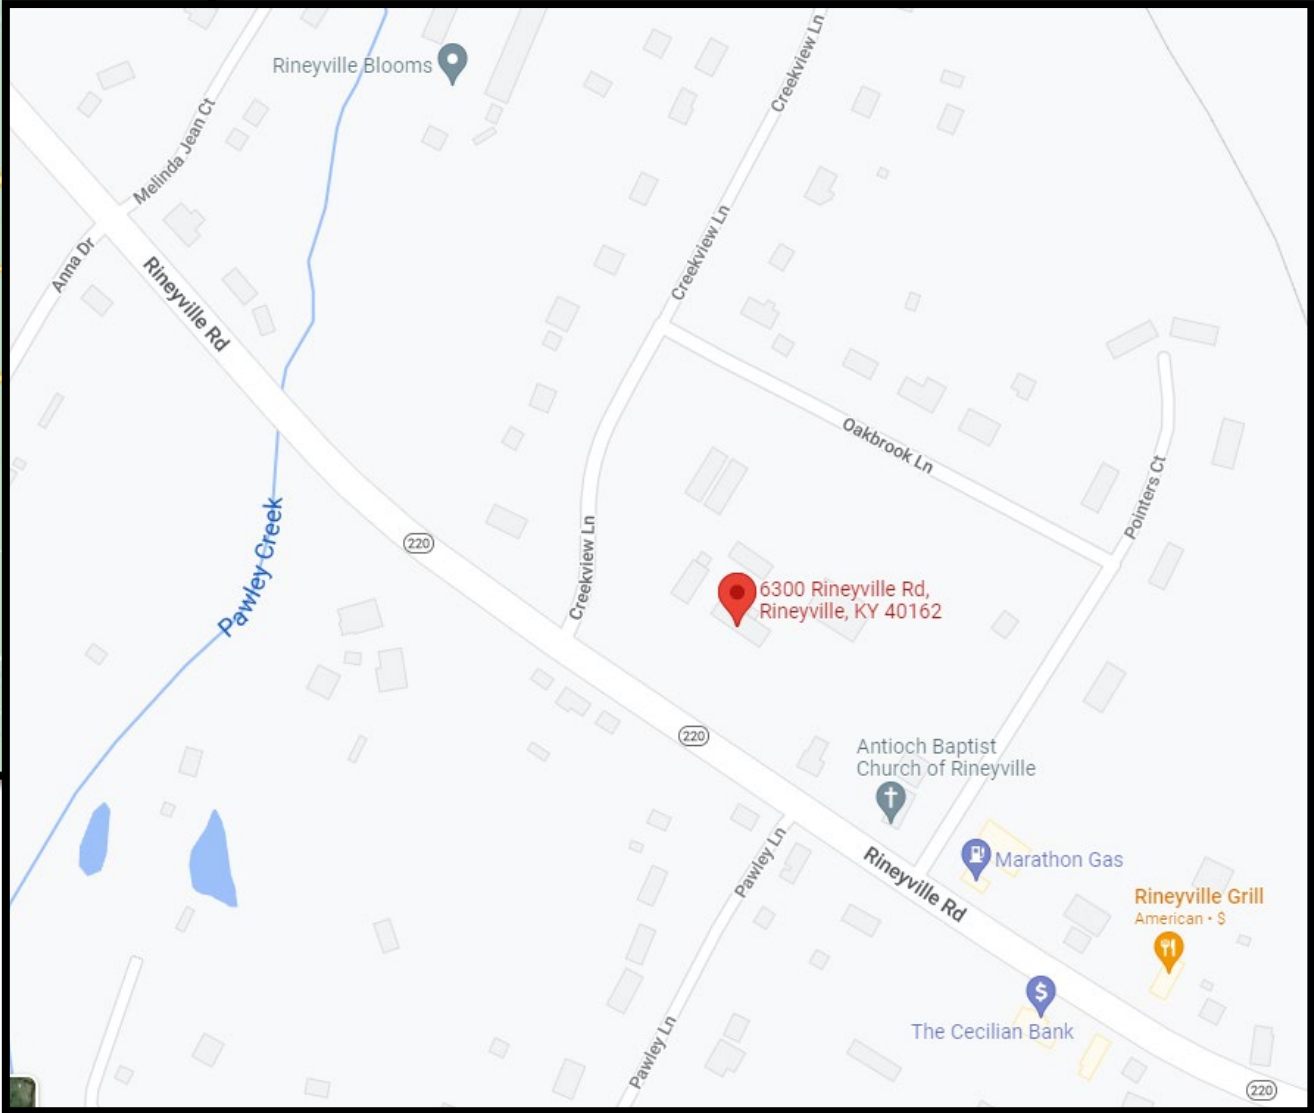 Rineyville Blooms
Creekview Ln
Melinda Jean Ct
Anna Dr
Creekview Ln
Rineyville Rd
Oakbrook Ln
Pointers Ct
Pawley Creek
220
Creekview Ln
6300 Rineyville Rd,
Rineyville, KY 40162
220
Antioch Baptist
Church of Rineyville
Pawley Ln
Rineyville Rd
Marathon Gas
Rineyville Grill
American • $
$
The Cecilian Bank
Pawley Ln
220